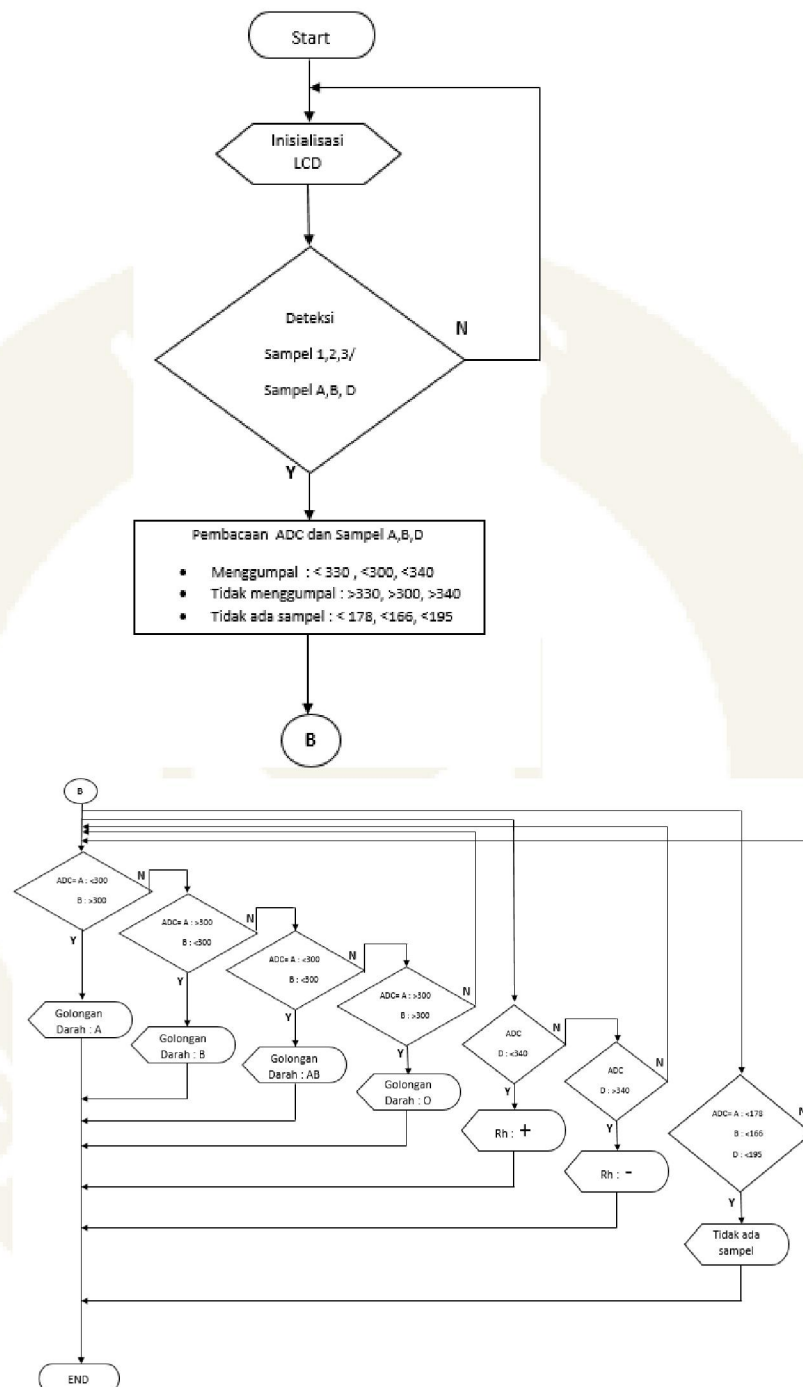 Start
Inisialisasi
LCD
Deteksi
Sampel 1,2,3/
Sampel A,B, D
N
Y
Pembacaan ADC dan Sampel A,B,D
• Menggumpal : < 330 , <300, <340
• Tidak menggumpal : >330, >300, >340
• Tidak ada sampel : < 178, <166, <195
B
B
ADC= A : <300
B : >300
N
Y
Golongan
Darah : A
ADC= A : >300
B : <300
N
Y
Golongan
Darah : B
ADC= A : <300
B : <300
N
Y
Golongan
Darah : AB
ADC= A : >300
B : >300
N
Y
Golongan
Darah : O
ADC
D : <340
N
Y
Rh : +
ADC
D : >340
N
Y
Rh : -
ADC= A : <178
B : <166
D : <195
N
Y
Tidak ada
sampel
END